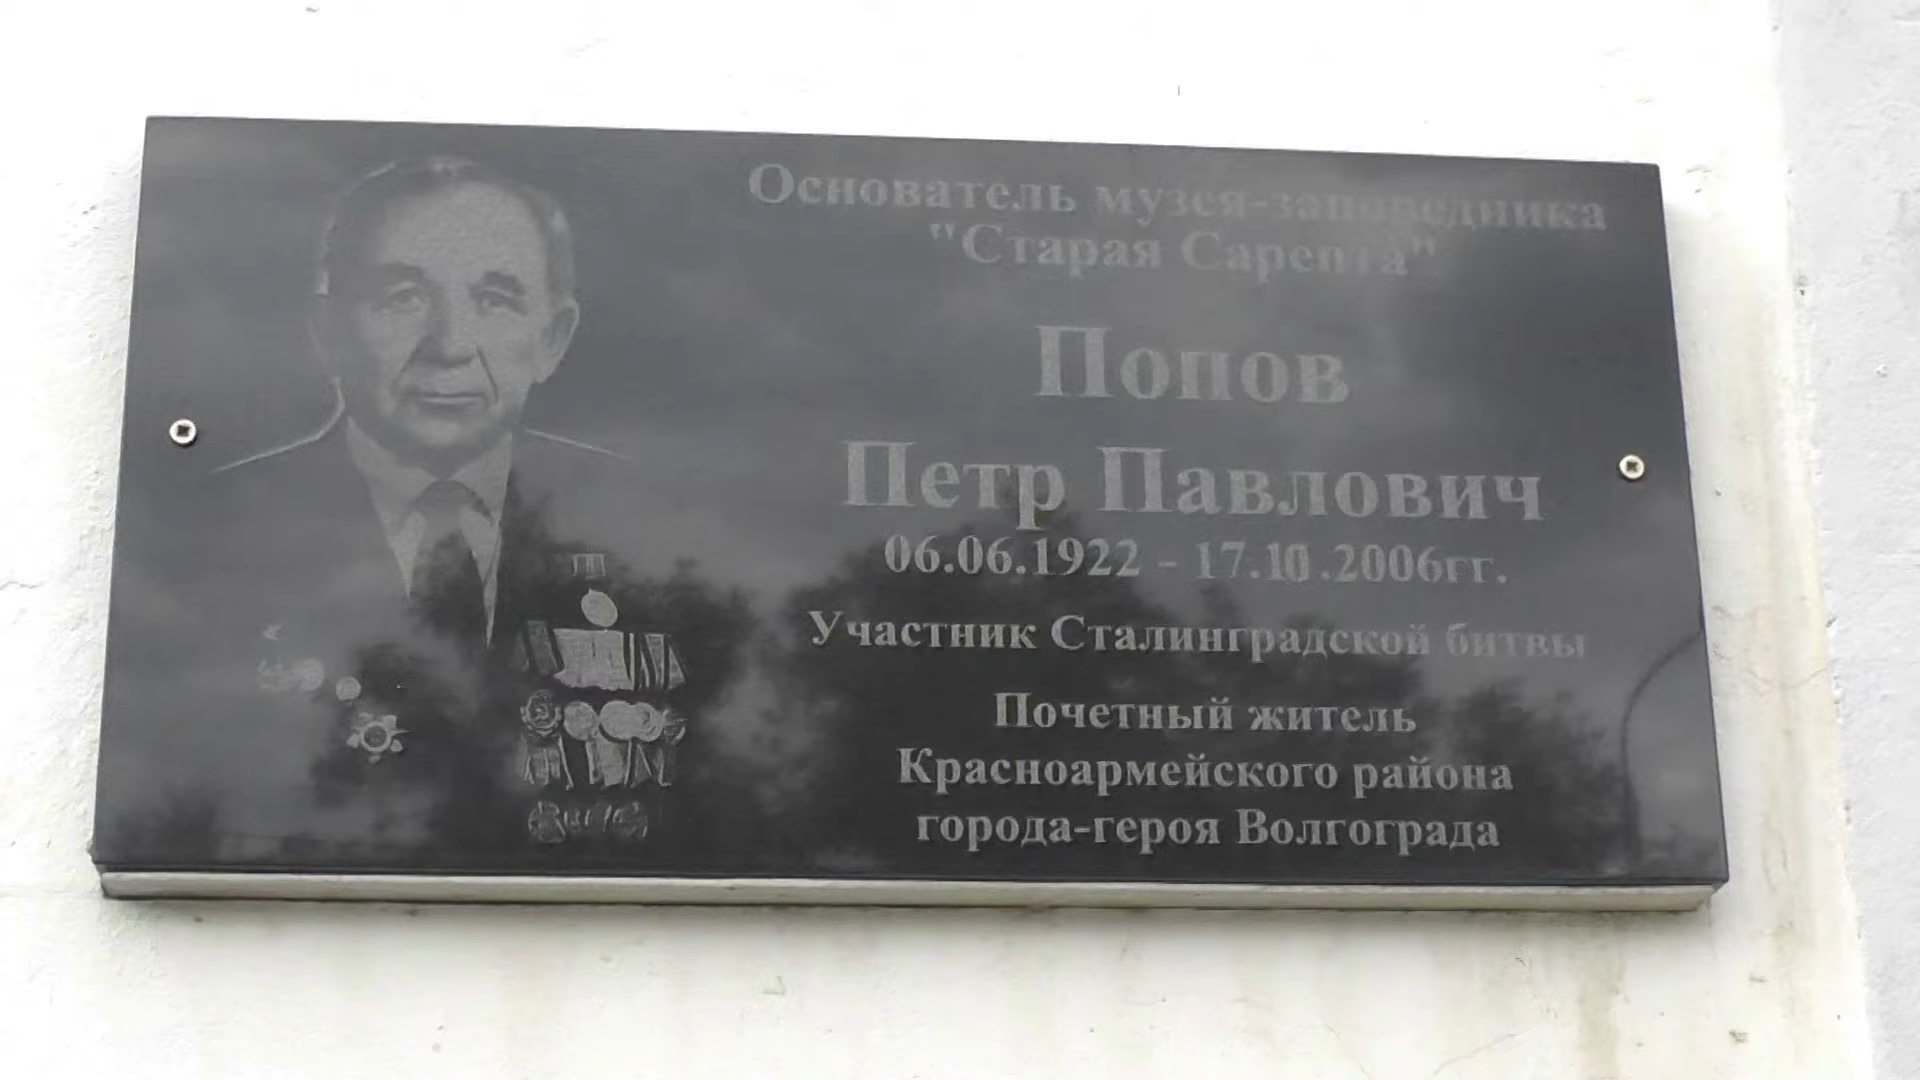 Основатель музея-заповедника
"Старая Сарепта"
Попов
Петр Павлович
06.06.1922 - 17.10.2006гг.
Участник Сталинградской битвы
Почетный житель
Красноармейского района
города-героя Волгограда